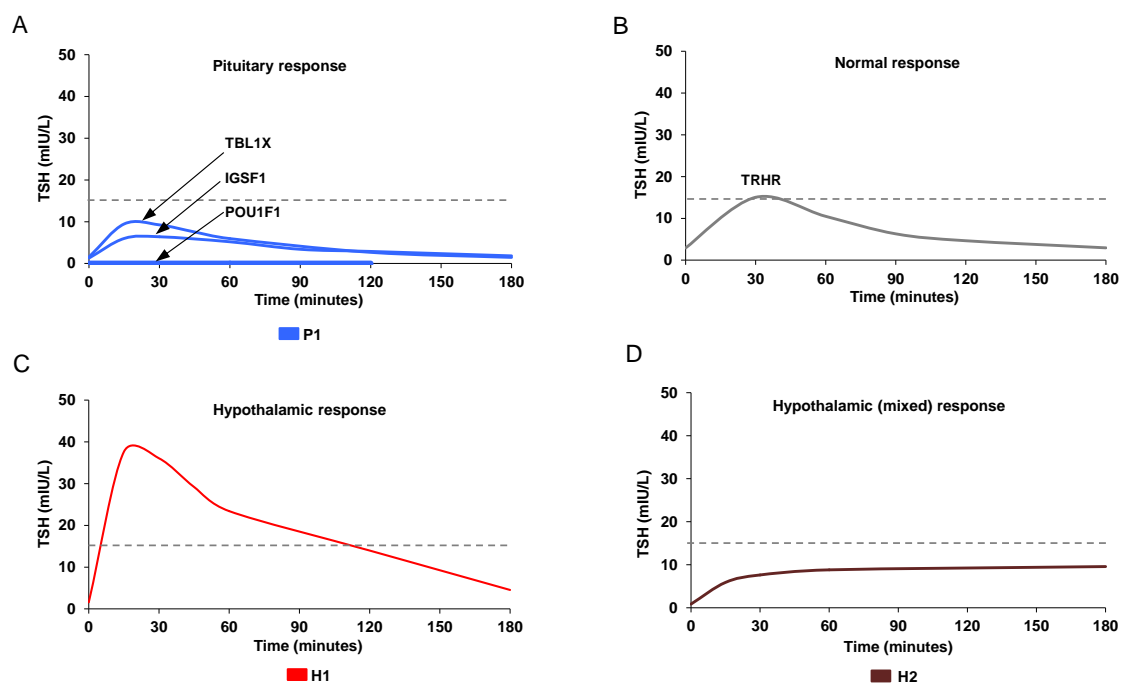 A
Pituitary response
TSH (mIU/L)
50
40
30
20
10
0
TBL1X
IGSF1
POU1F1
0 30 60 90 120 150 180
Time (minutes)
P1
B
Normal response
TSH (mIU/L)
50
40
30
20
10
0
TRHR
0 30 60 90 120 150 180
Time (minutes)
C
Hypothalamic response
TSH (mIU/L)
50
40
30
20
10
0
0 30 60 90 120 150 180
Time (minutes)
H1
D
Hypothalamic (mixed) response
TSH (mIU/L)
50
40
30
20
10
0
0 30 60 90 120 150 180
Time (minutes)
H2